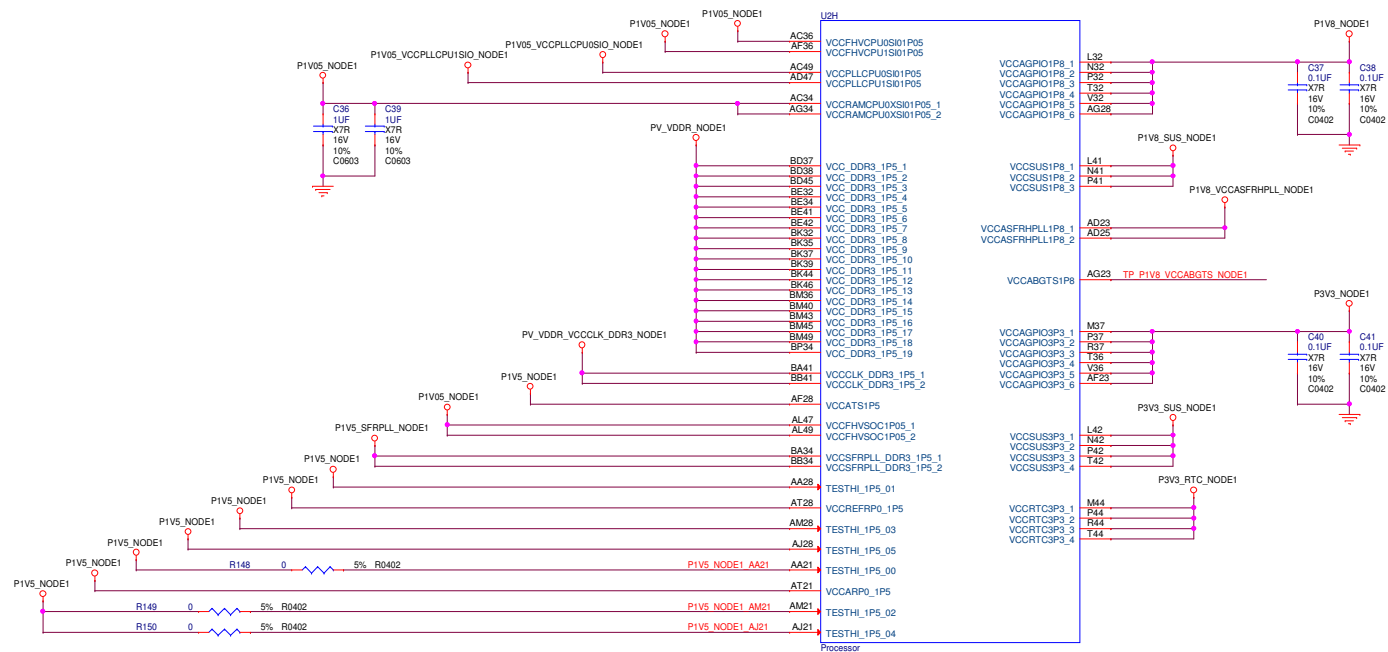 U2H
P1V05_NODE1
P1V05_NODE1
P1V05_VCCPLLCPU0SIO_NODE1
P1V05_VCCPLLCPU1SIO_NODE1
P1V05_NODE1
AC36 VCCFHVCPU0SI01P05
AF36 VCCFHVCPU1SI01P05
AC49 VCCPLLCPU0SI01P05
AD47 VCCPLLCPU1SI01P05
AC34 VCCRAMCPU0XSI01P05_1
AG34 VCCRAMCPU0XSI01P05_2
C36
1UF
X7R
16V
10%
C0603
C39
1UF
X7R
16V
10%
C0603
PV_VDDR_NODE1
BD37 VCC_DDR3_1P5_1
BD38 VCC_DDR3_1P5_2
BD45 VCC_DDR3_1P5_3
BE32 VCC_DDR3_1P5_4
BE34 VCC_DDR3_1P5_5
BE41 VCC_DDR3_1P5_6
BE42 VCC_DDR3_1P5_7
BK32 VCC_DDR3_1P5_8
BK35 VCC_DDR3_1P5_9
BK37 VCC_DDR3_1P5_10
BK39 VCC_DDR3_1P5_11
BK44 VCC_DDR3_1P5_12
BK46 VCC_DDR3_1P5_13
BM36 VCC_DDR3_1P5_14
BM40 VCC_DDR3_1P5_15
BM43 VCC_DDR3_1P5_16
BM45 VCC_DDR3_1P5_17
BM49 VCC_DDR3_1P5_18
BP34 VCC_DDR3_1P5_19
PV_VDDR_VCCCLK_DDR3_NODE1
BA41 VCCCLK_DDR3_1P5_1
BB41 VCCCLK_DDR3_1P5_2
P1V5_NODE1
AF28 VCCATS1P5
P1V05_NODE1
AL47 VCCFHVSOC1P05_1
AL49 VCCFHVSOC1P05_2
P1V5_SFRPLL_NODE1
BA34 VCCSFRPLL_DDR3_1P5_1
BB34 VCCSFRPLL_DDR3_1P5_2
P1V5_NODE1
AA28 TESTHI_1P5_01
P1V5_NODE1
AT28 VCCREFRP0_1P5
P1V5_NODE1
AM28 TESTHI_1P5_03
P1V5_NODE1
AJ28 TESTHI_1P5_05
P1V5_NODE1
R148 0 5% R0402 P1V5_NODE1_AA21 AA21 TESTHI_1P5_00
P1V5_NODE1
AT21 VCCARP0_1P5
P1V5_NODE1
R149 0 5% R0402 P1V5_NODE1_AM21 AM21 TESTHI_1P5_02
R150 0 5% R0402 P1V5_NODE1_AJ21 AJ21 TESTHI_1P5_04
Processor
P1V8_NODE1
VCCAGPIO1P8_1 L32
VCCAGPIO1P8_2 N32
VCCAGPIO1P8_3 P32
VCCAGPIO1P8_4 T32
VCCAGPIO1P8_5 V32
VCCAGPIO1P8_6 AG28
C37
0.1UF
X7R
16V
10%
C0402
C38
0.1UF
X7R
16V
10%
C0402
P1V8_SUS_NODE1
VCCSUS1P8_1 L41
VCCSUS1P8_2 N41
VCCSUS1P8_3 P41
P1V8_VCCASFRHPLL_NODE1
VCCASFRHPLL1P8_1 AD23
VCCASFRHPLL1P8_2 AD25
VCCABGTS1P8 AG23 TP_P1V8_VCCABGTS_NODE1
P3V3_NODE1
VCCAGPIO3P3_1 M37
VCCAGPIO3P3_2 P37
VCCAGPIO3P3_3 R37
VCCAGPIO3P3_4 T36
VCCAGPIO3P3_5 V36
VCCAGPIO3P3_6 AF23
C40
0.1UF
X7R
16V
10%
C0402
C41
0.1UF
X7R
16V
10%
C0402
P3V3_SUS_NODE1
VCCSUS3P3_1 L42
VCCSUS3P3_2 N42
VCCSUS3P3_3 P42
VCCSUS3P3_4 T42
P3V3_RTC_NODE1
VCCRTC3P3_1 M44
VCCRTC3P3_2 P44
VCCRTC3P3_3 R44
VCCRTC3P3_4 T44